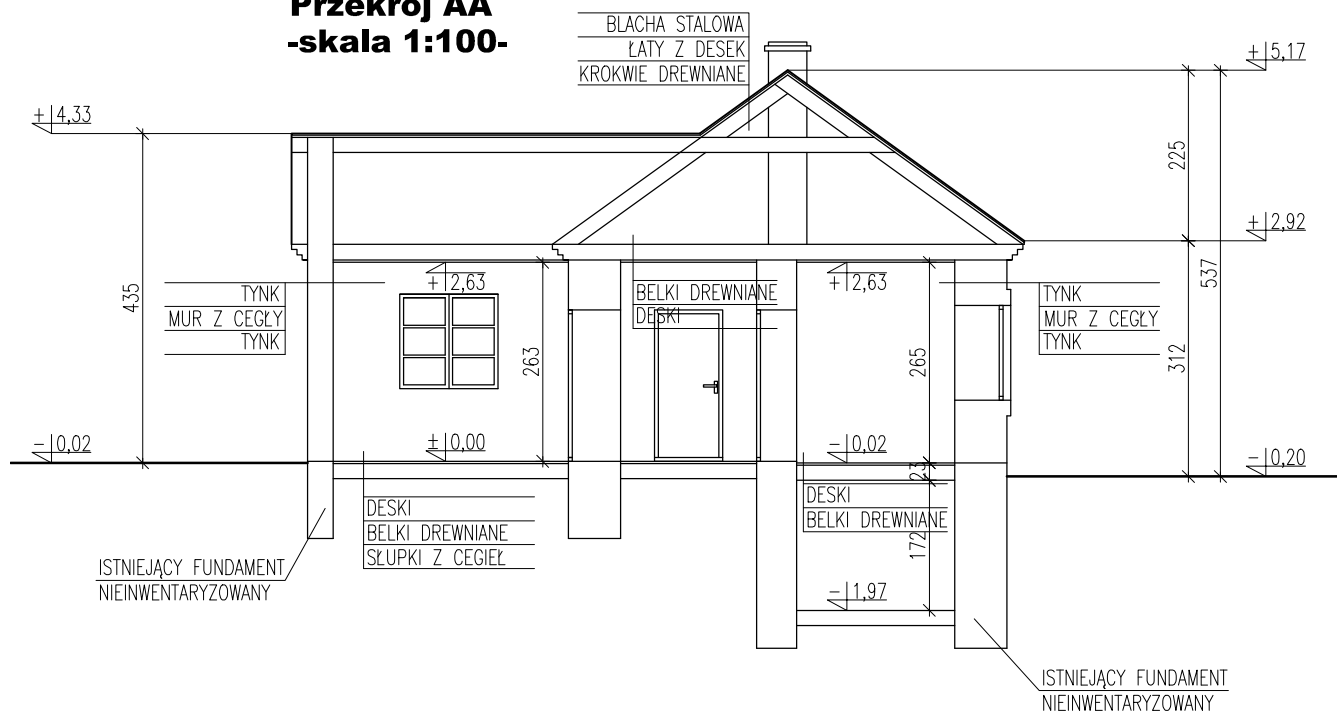 Przekrój AA
-skala 1:100-
BLACHA STALOWA
ŁATY Z DESEK
KROKWIE DREWNIANE
+5,17
+4,33
225
+2,92
537
435
+2,63
+2,63
TYNK
MUR Z CEGŁY
TYNK
BELKI DREWNIANE
DESKI
TYNK
MUR Z CEGŁY
TYNK
263
265
312
-0,02
±0,00
-0,02
-0,20
23
DESKI
BELKI DREWNIANE
SŁUPKI Z CEGIEŁ
DESKI
BELKI DREWNIANE
172
ISTNIEJĄCY FUNDAMENT
NIEINWENTARYZOWANY
-1,97
ISTNIEJĄCY FUNDAMENT
NIEINWENTARYZOWANY